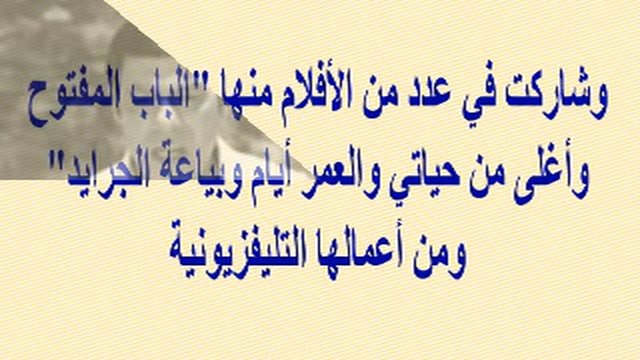 وشاركت في عدد من الأفلام منها "الباب المفتوح
وأغلى من حياتي والعمر أيام وبياعة الجرايد"
ومن أعمالها التليفزيونية